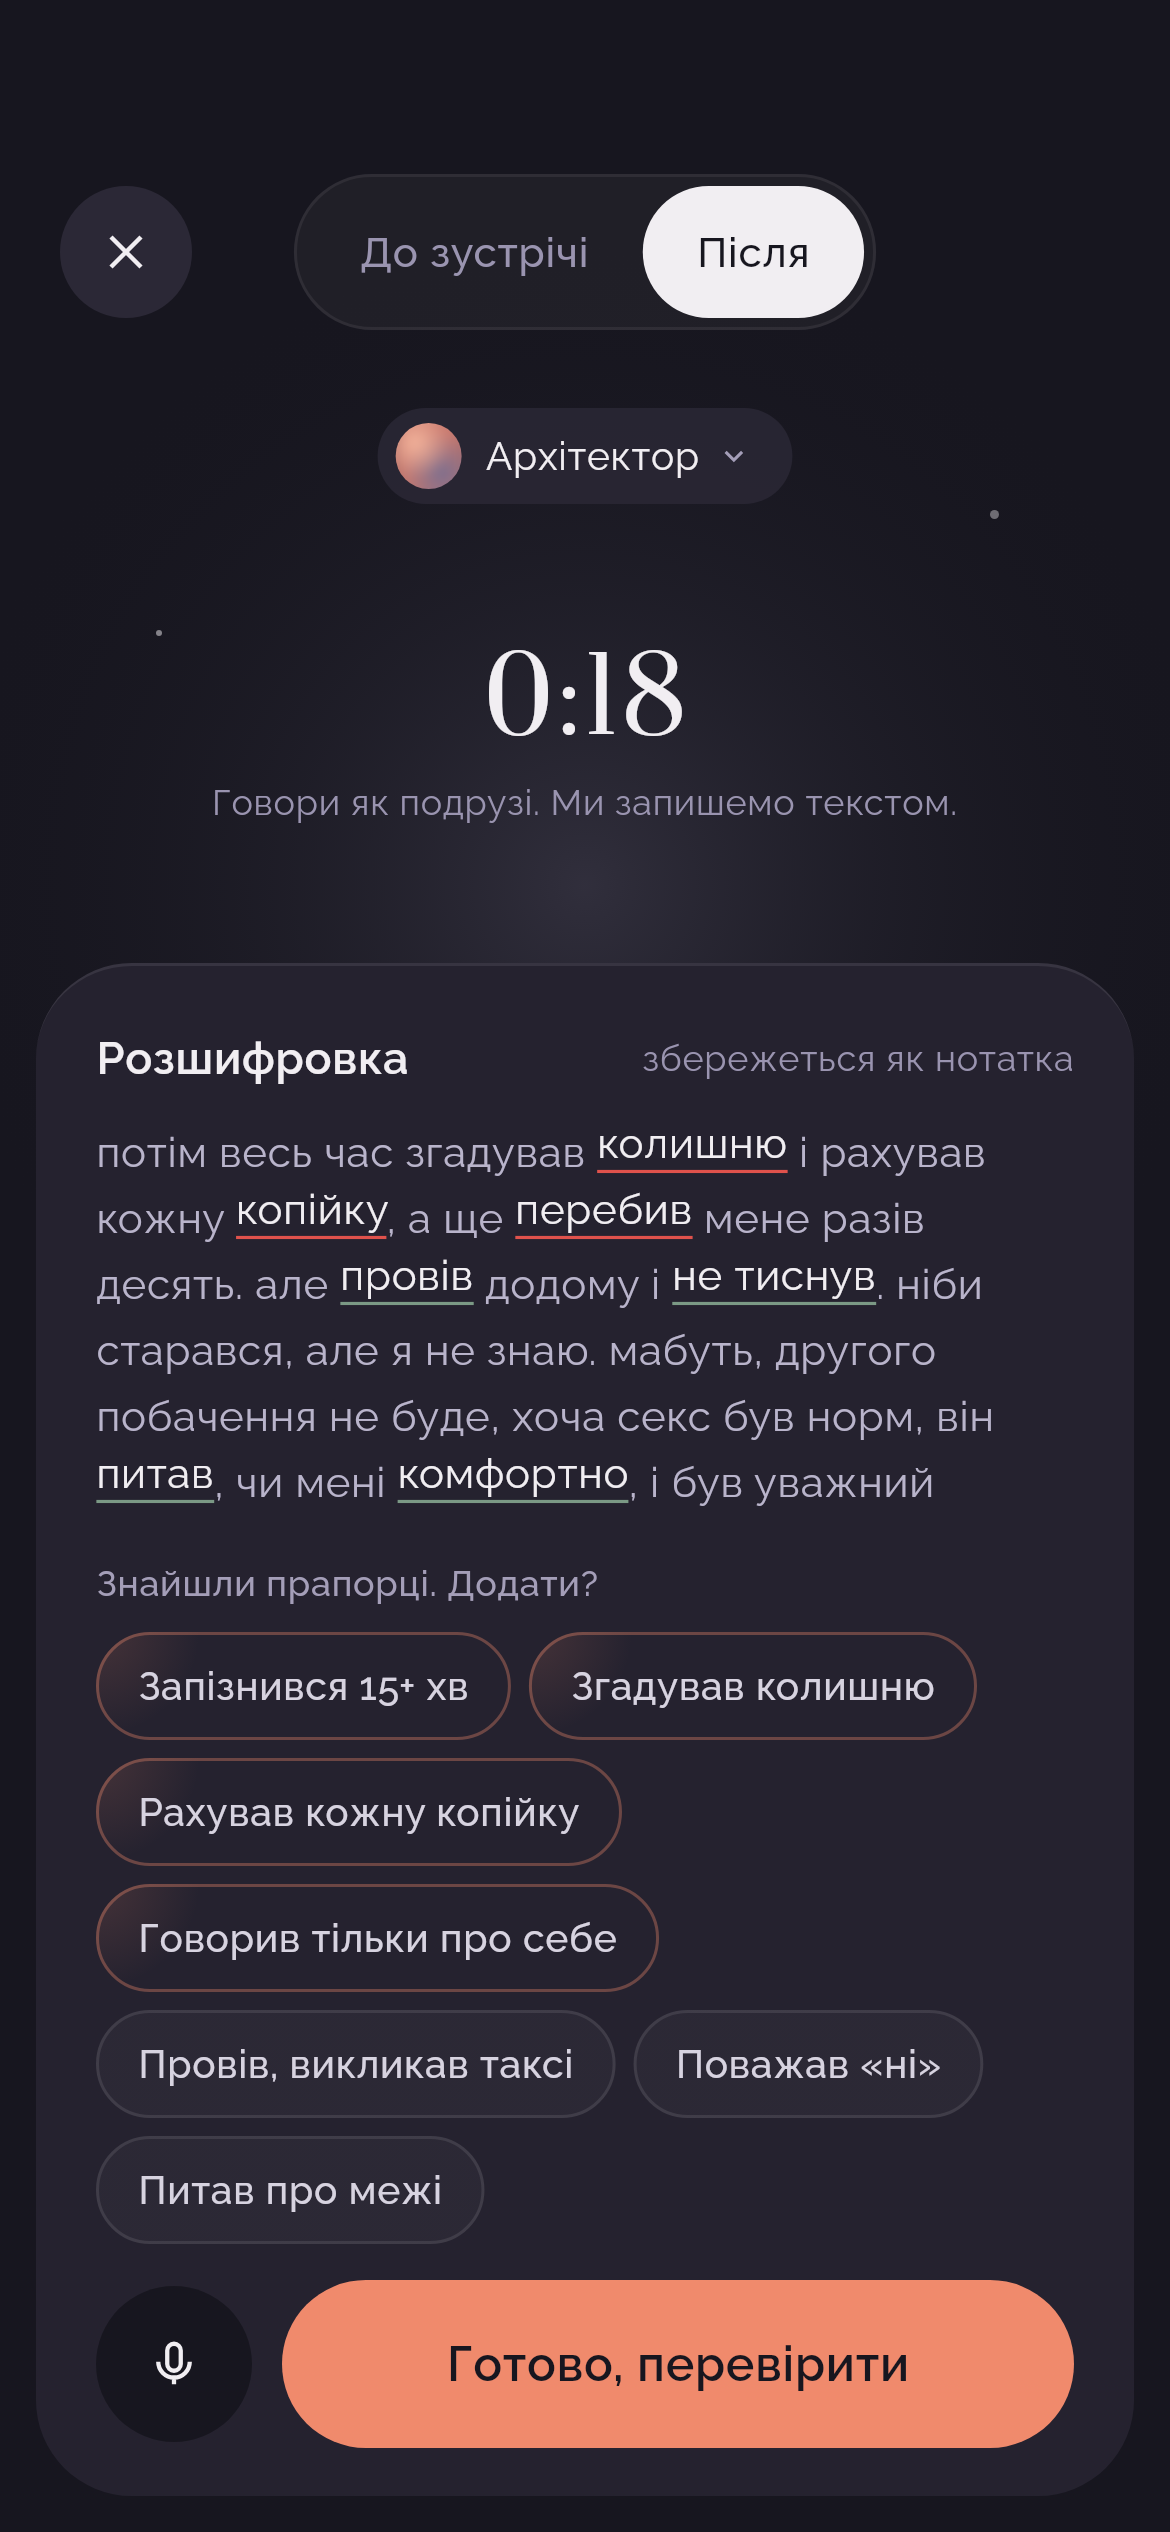 До зустрічі
Після
Архітектор
0:18
Говори як подрузі. Ми запишемо текстом.
Розшифровка
збережеться як нотатка
потім весь час згадував колишню і рахував
кожну копійку, а ще перебив мене разів
десять. але провів додому і не тиснув. ніби
старався, але я не знаю. мабуть, другого
побачення не буде, хоча секс був норм, він
питав, чи мені комфортно, і був уважний
Знайшли прапорці. Додати?
Запізнився 15+ хв
Згадував колишню
Рахував кожну копійку
Говорив тільки про себе
Провів, викликав таксі
Поважав «ні»
Питав про межі
Готово, перевірити